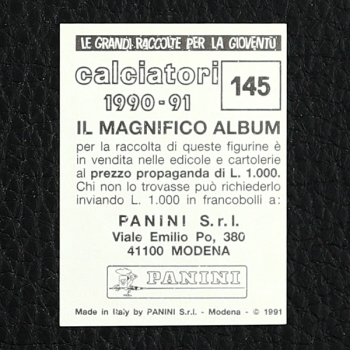 LE GRANDI RACCOLTE PER LA GIOVENTÙ
calciatori
1990-91
145
IL MAGNIFICO ALBUM
per la raccolta di queste figurine è
in vendita nelle edicole e cartolerie
al prezzo propaganda di L. 1.000.
Chi non lo trovasse può richiederlo
inviando L. 1.000 in francobolli a:
PANINI S.r.l.
Viale Emilio Po, 380
41100 MODENA
PANINI
Made in Italy by PANINI S.r.l. - Modena - © 1991